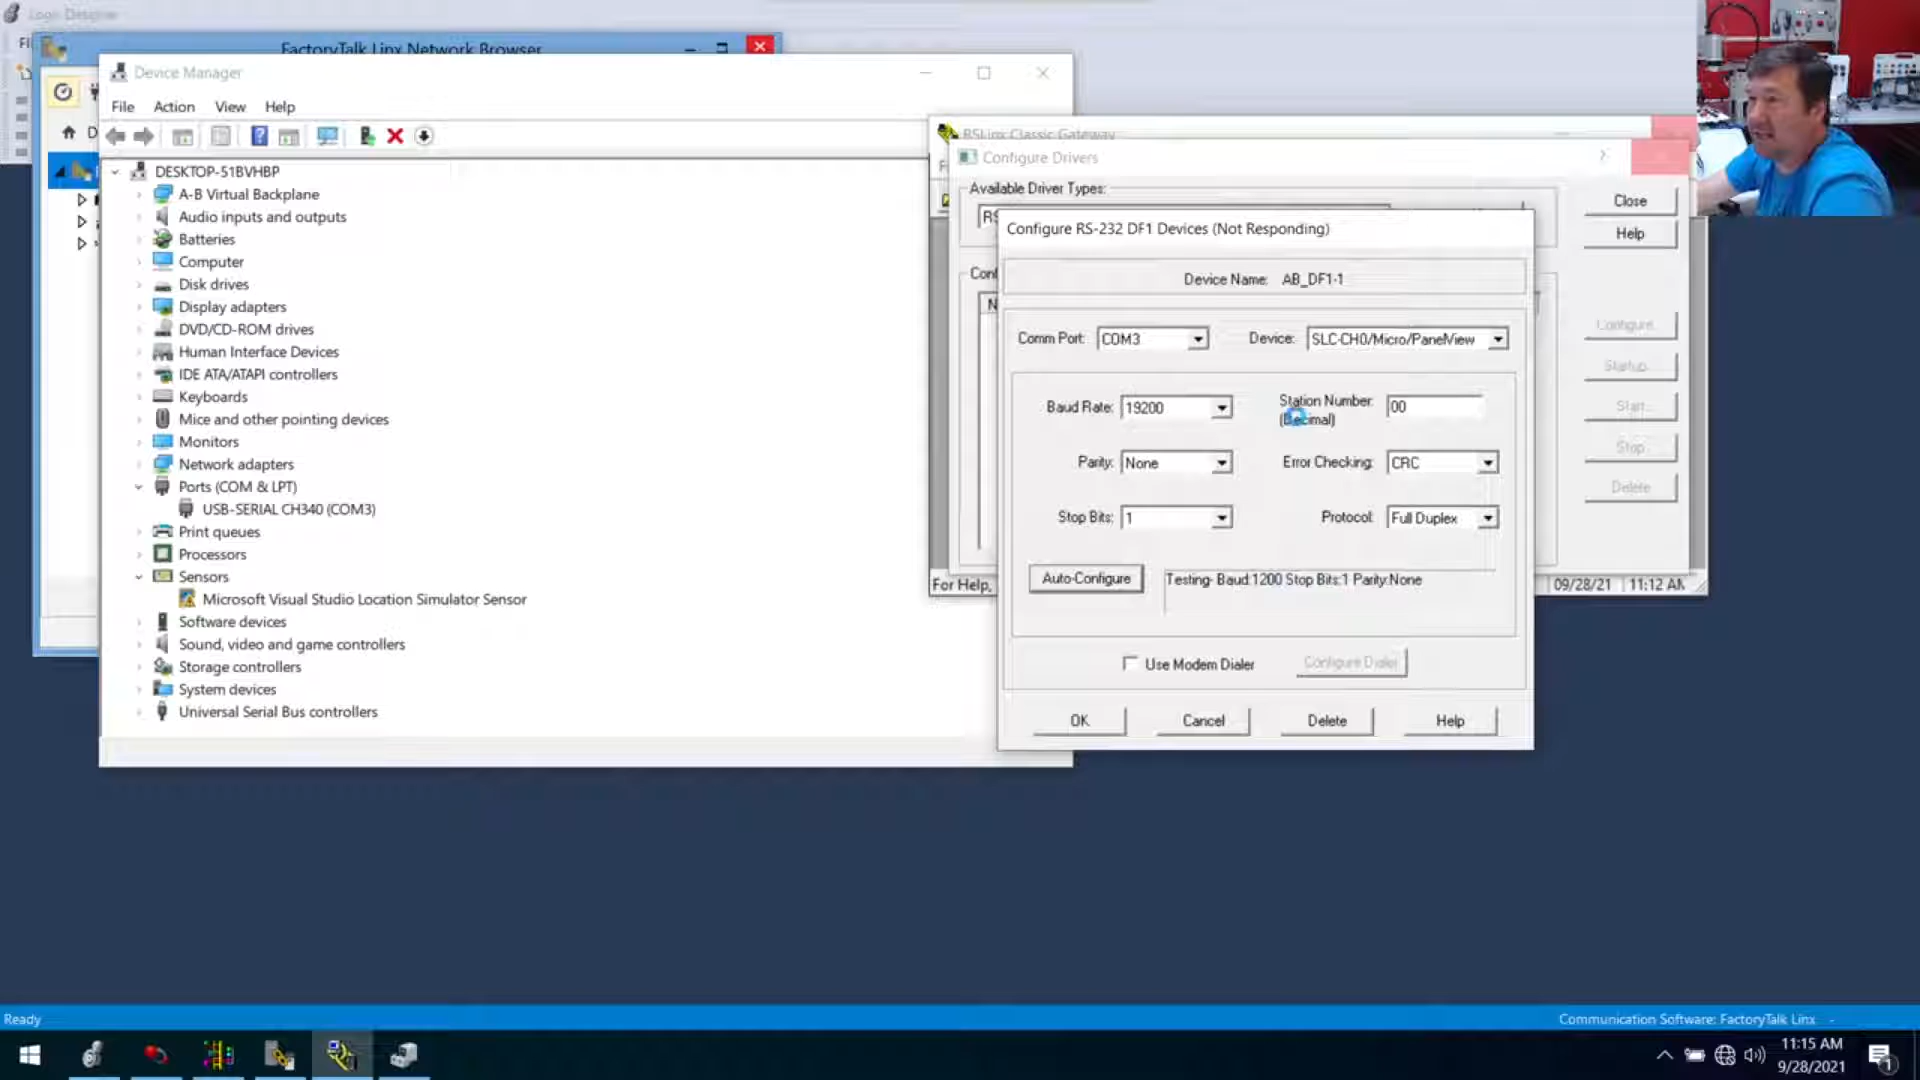 Logix Designer
FactoryTalk Linx Network Browser
Device Manager
File Action View Help
DESKTOP-51BVHBP
A-B Virtual Backplane
Audio inputs and outputs
Batteries
Computer
Disk drives
Display adapters
DVD/CD-ROM drives
Human Interface Devices
IDE ATA/ATAPI controllers
Keyboards
Mice and other pointing devices
Monitors
Network adapters
Ports (COM & LPT)
USB-SERIAL CH340 (COM3)
Print queues
Processors
Sensors
Microsoft Visual Studio Location Simulator Sensor
Software devices
Sound, video and game controllers
Storage controllers
System devices
Universal Serial Bus controllers
RSLinx Classic Gateway
Configure Drivers
Available Driver Types:
RS
Close
Help
Configure...
Startup...
Start...
Stop
Delete
Configure RS-232 DF1 Devices (Not Responding)
Device Name: AB_DF1-1
Comm Port: COM3 Device: SLC-CH0/Micro/PanelView
Baud Rate: 19200 Station Number: 00
(Decimal)
Parity: None Error Checking: CRC
Stop Bits: 1 Protocol: Full Duplex
Auto-Configure Testing- Baud:1200 Stop Bits:1 Parity:None
Use Modem Dialer Configure Dialer
OK Cancel Delete Help
For Help, 09/28/21 11:12 AM
Ready Communication Software: FactoryTalk Linx -
11:15 AM
9/28/2021
1